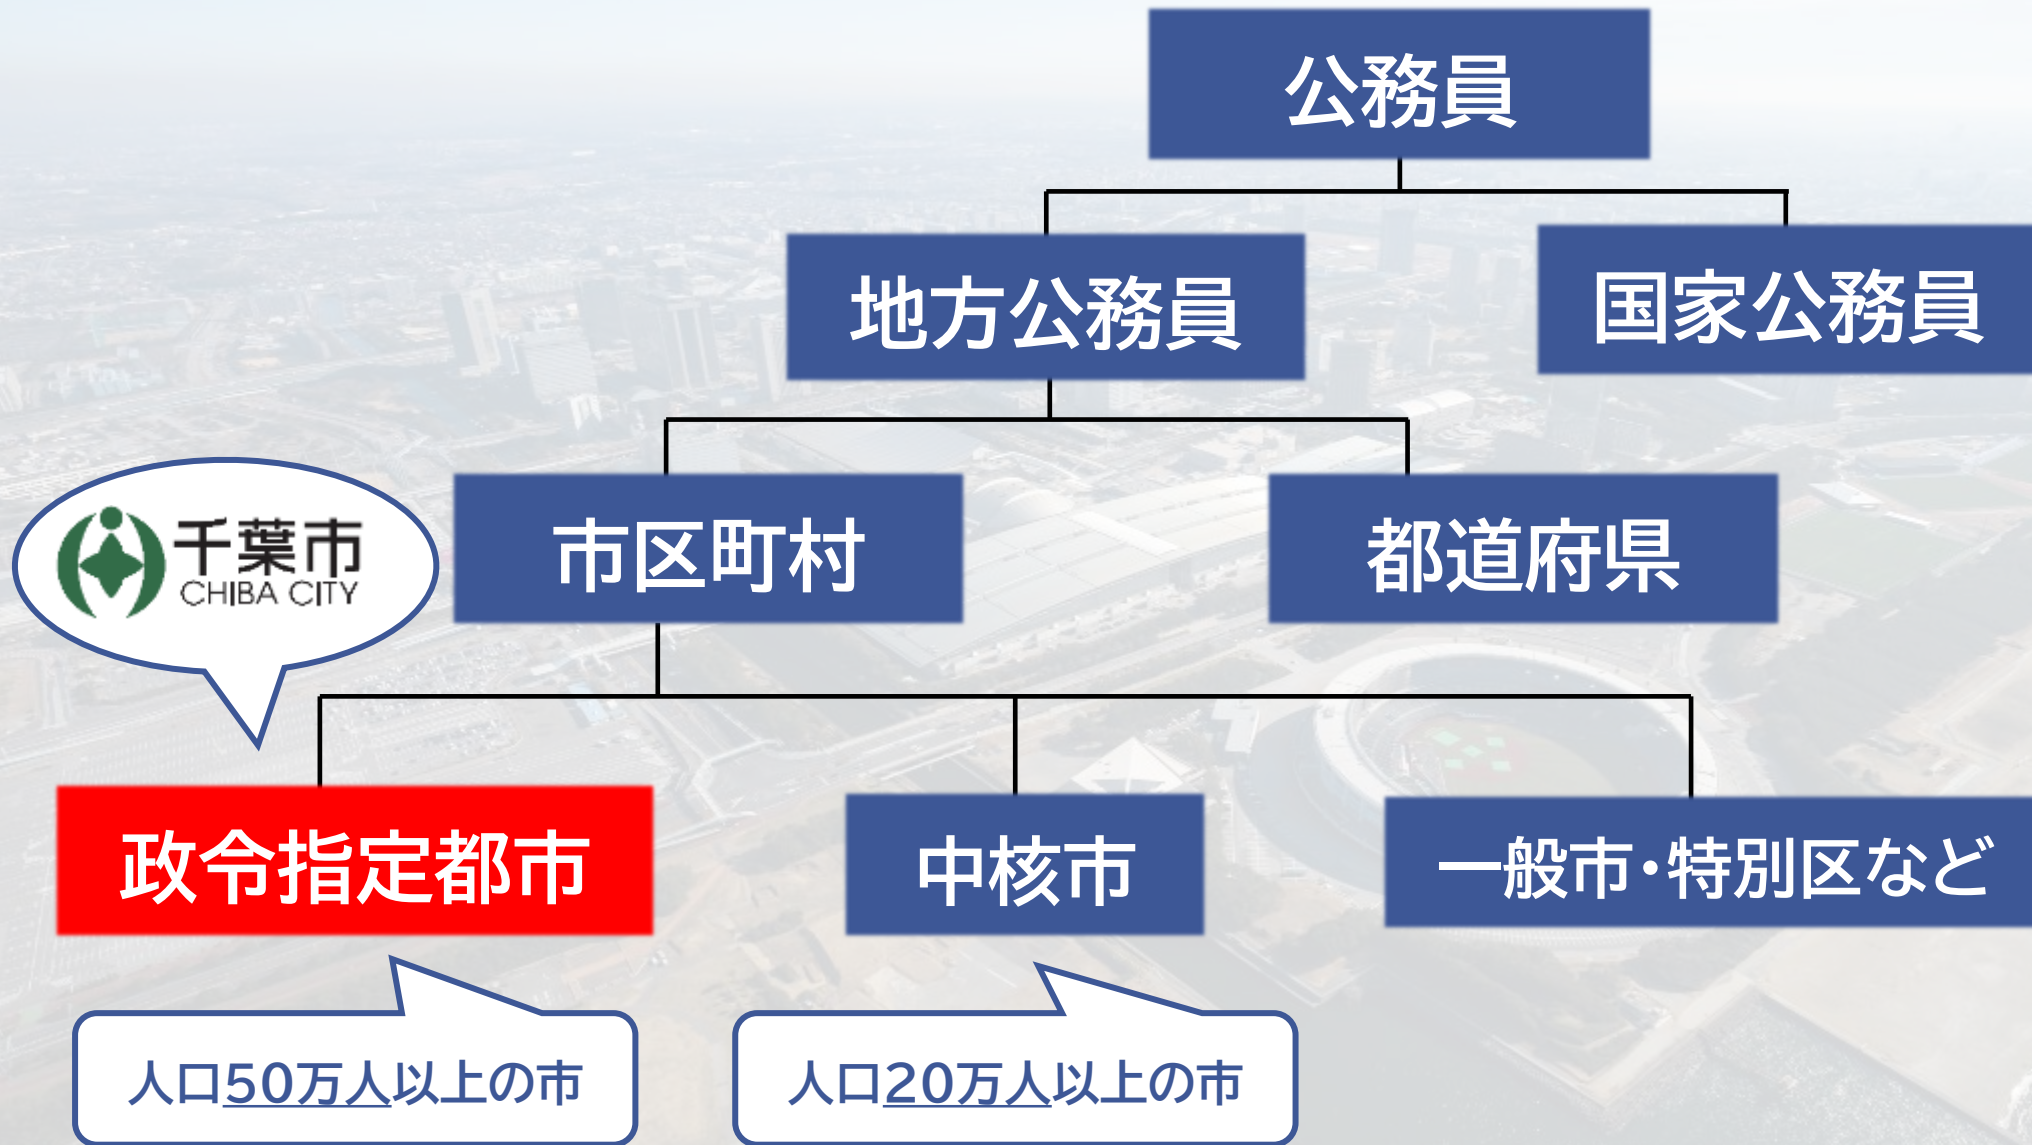 公務員
地方公務員
国家公務員
千葉市
CHIBA CITY
市区町村
都道府県
政令指定都市
中核市
一般市・特別区など
人口50万人以上の市
人口20万人以上の市